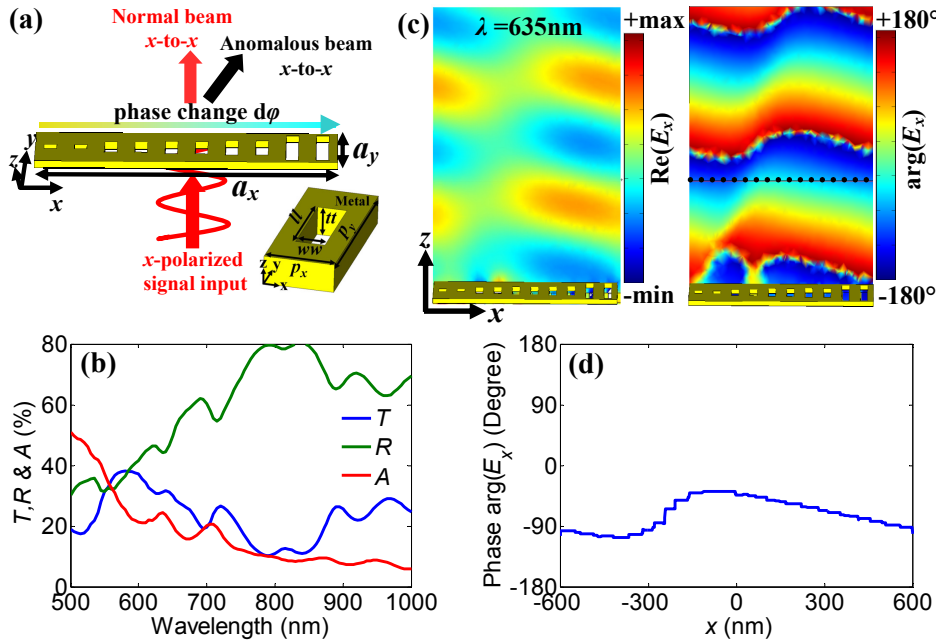 (a)
Normal beam
x-to-x
Anomalous beam
x-to-x
phase change dφ
y
z
x
a_y
a_x
x-polarized
signal input
Metal
ll
tt
ww
p_x
p_y
z y
x
(c)
λ =635nm
+max
Re(E_x)
-min
+180°
arg(E_x)
-180°
z
x
(b)
80
60
40
20
0
T,R & A (%)
T
R
A
500 600 700 800 900 1000
Wavelength (nm)
(d)
180
90
0
-90
-180
Phase arg(E_x) (Degree)
-600 -300 0 300 600
x (nm)